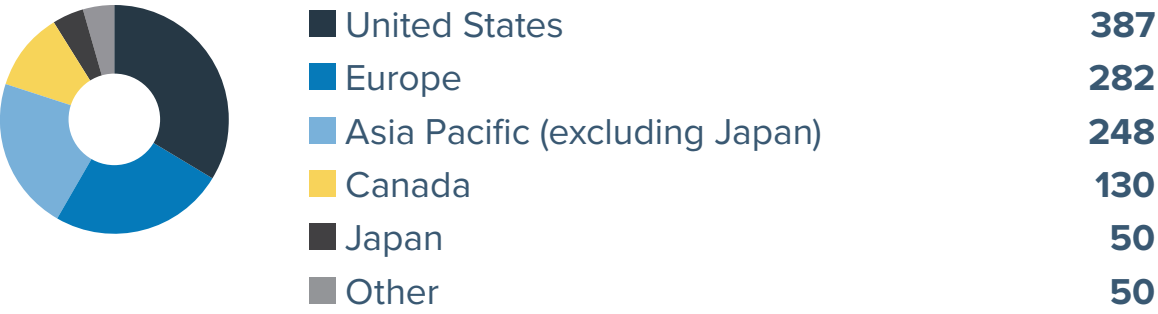 United States 387
Europe 282
Asia Pacific (excluding Japan) 248
Canada 130
Japan 50
Other 50